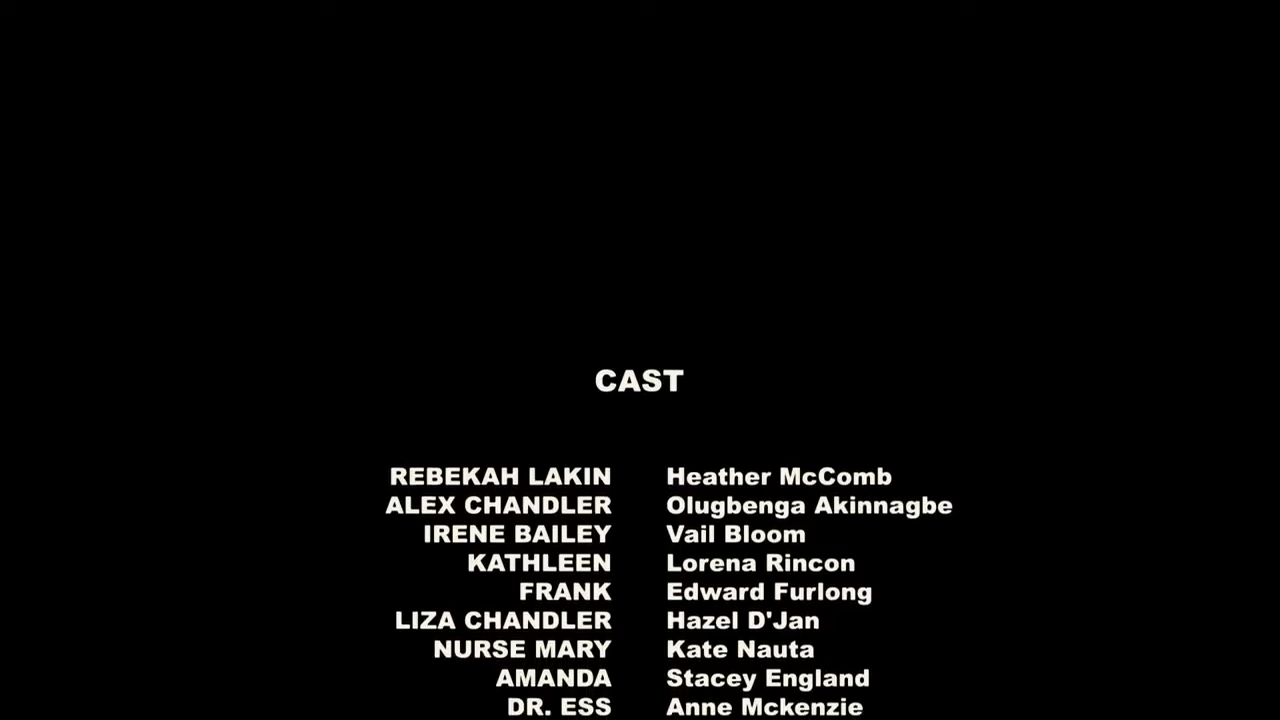 CAST
REBEKAH LAKIN Heather McComb
ALEX CHANDLER Olugbenga Akinnagbe
IRENE BAILEY Vail Bloom
KATHLEEN Lorena Rincon
FRANK Edward Furlong
LIZA CHANDLER Hazel D'Jan
NURSE MARY Kate Nauta
AMANDA Stacey England
DR. ESS Anne Mckenzie